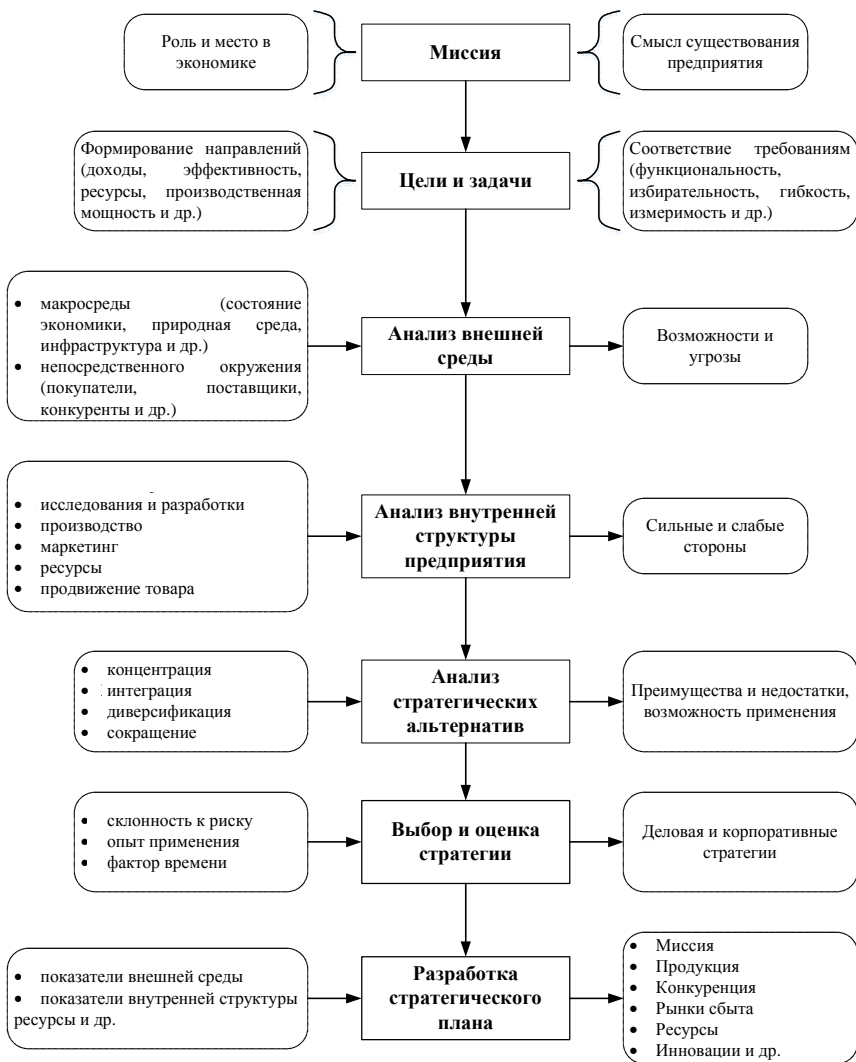 Роль и место в
экономике
Миссия
Смысл существования
предприятия
Формирование направлений
(доходы, эффективность,
ресурсы, производственная
мощность и др.)
Цели и задачи
Соответствие требованиям
(функциональность,
избирательность, гибкость,
измеримость и др.)
• макросреды (состояние
экономики, природная среда,
инфраструктура и др.)
• непосредственного окружения
(покупатели, поставщики,
конкуренты и др.)
Анализ внешней
среды
Возможности и
угрозы
• исследования и разработки
• производство
• маркетинг
• ресурсы
• продвижение товара
Анализ внутренней
структуры
предприятия
Сильные и слабые
стороны
• концентрация
• интеграция
• диверсификация
• сокращение
Анализ
стратегических
альтернатив
Преимущества и недостатки,
возможность применения
• склонность к риску
• опыт применения
• фактор времени
Выбор и оценка
стратегии
Деловая и корпоративные
стратегии
• показатели внешней среды
• показатели внутренней структуры
ресурсы и др.
Разработка
стратегического
плана
• Миссия
• Продукция
• Конкуренция
• Рынки сбыта
• Ресурсы
• Инновации и др.